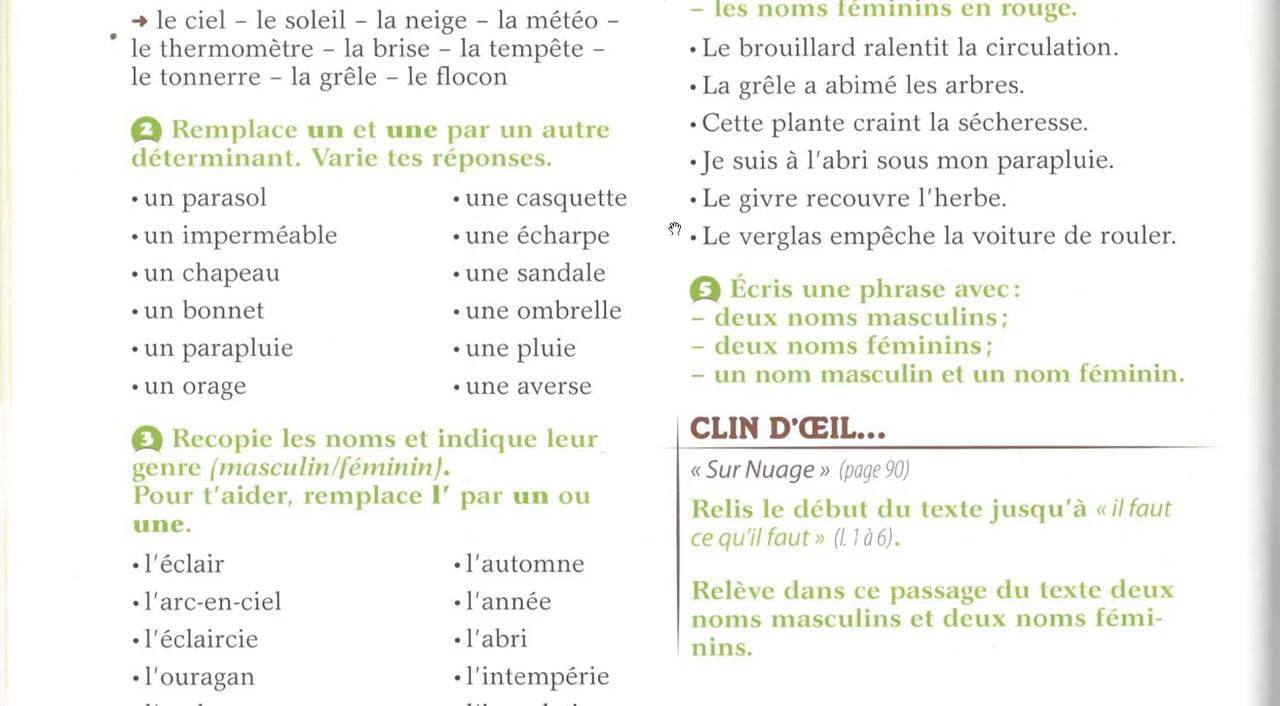 ➜ le ciel – le soleil – la neige – la météo –
le thermomètre – la brise – la tempête –
le tonnerre – la grêle – le flocon
2 Remplace un et une par un autre
déterminant. Varie tes réponses.
• un parasol
• un imperméable
• un chapeau
• un bonnet
• un parapluie
• un orage
• une casquette
• une écharpe
• une sandale
• une ombrelle
• une pluie
• une averse
3 Recopie les noms et indique leur
genre (masculin/féminin).
Pour t'aider, remplace l' par un ou
une.
• l'éclair
• l'arc-en-ciel
• l'éclaircie
• l'ouragan
• l'automne
• l'année
• l'abri
• l'intempérie
– les noms féminins en rouge.
• Le brouillard ralentit la circulation.
• La grêle a abimé les arbres.
• Cette plante craint la sécheresse.
• Je suis à l'abri sous mon parapluie.
• Le givre recouvre l'herbe.
• Le verglas empêche la voiture de rouler.
5 Écris une phrase avec :
– deux noms masculins ;
– deux noms féminins ;
– un nom masculin et un nom féminin.
CLIN D'ŒIL...
« Sur Nuage » (page 90)
Relis le début du texte jusqu'à « il faut
ce qu'il faut » (l. 1 à 6).
Relève dans ce passage du texte deux
noms masculins et deux noms fémi-
nins.